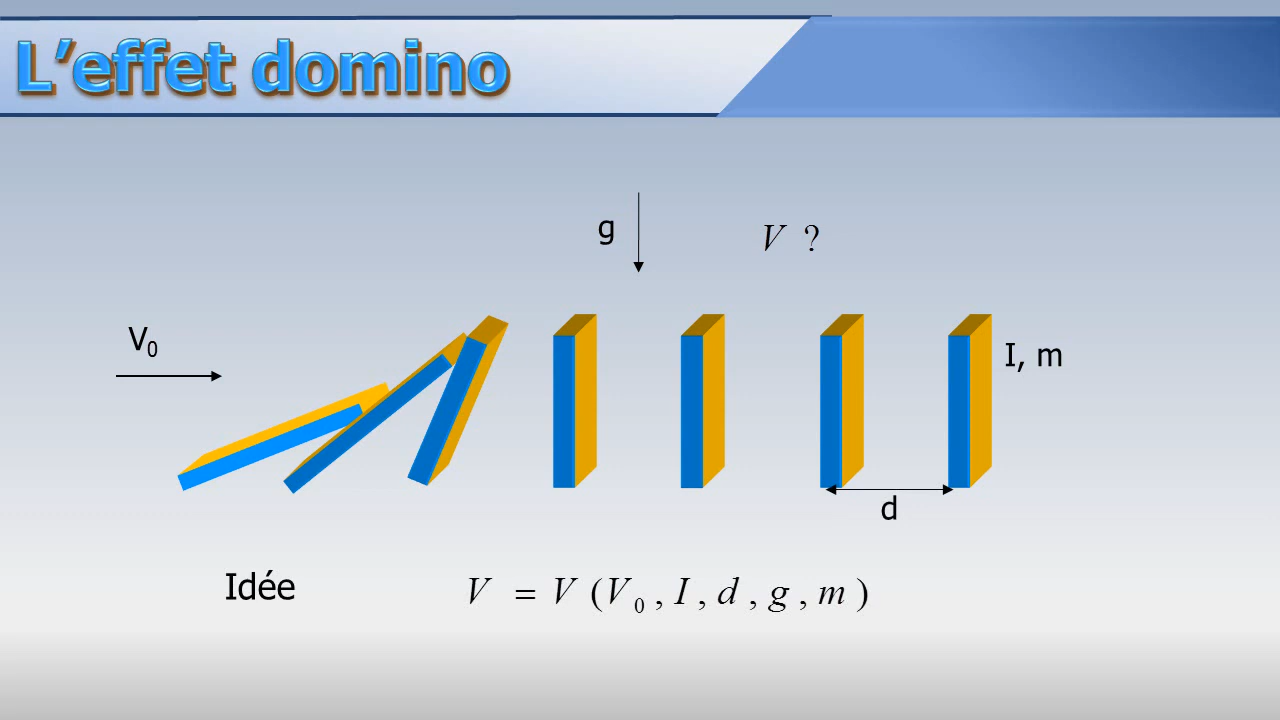 L'effet domino
g
V ?
V₀
I, m
d
Idée
V = V (V₀ , I , d , g , m )